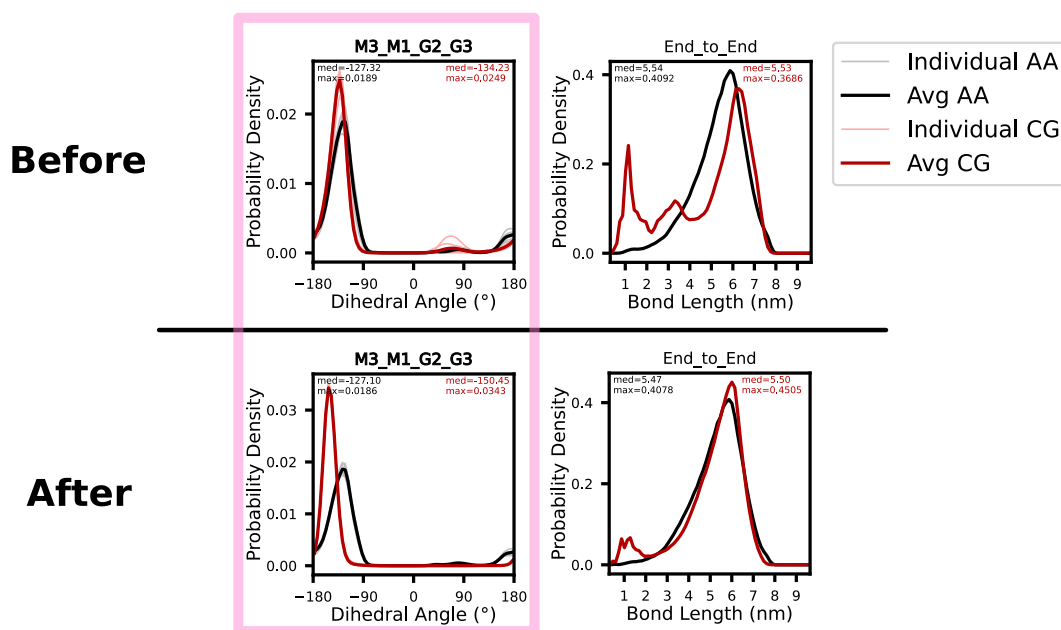 M3_M1_G2_G3
End_to_End
Individual AA
Avg AA
Individual CG
Avg CG
Before
Probability Density
0.02
0.01
0.00
med=-127.32
max=0.0189
med=-134.23
max=0.0249
−180 −90 0 90 180
Dihedral Angle (°)
Probability Density
0.4
0.2
0.0
med=5.54
max=0.4092
med=5.53
max=0.3686
1 2 3 4 5 6 7 8 9
Bond Length (nm)
After
M3_M1_G2_G3
Probability Density
0.03
0.02
0.01
0.00
med=-127.10
max=0.0186
med=-150.45
max=0.0343
−180 −90 0 90 180
Dihedral Angle (°)
End_to_End
Probability Density
0.4
0.2
0.0
med=5.47
max=0.4078
med=5.50
max=0.4505
1 2 3 4 5 6 7 8 9
Bond Length (nm)